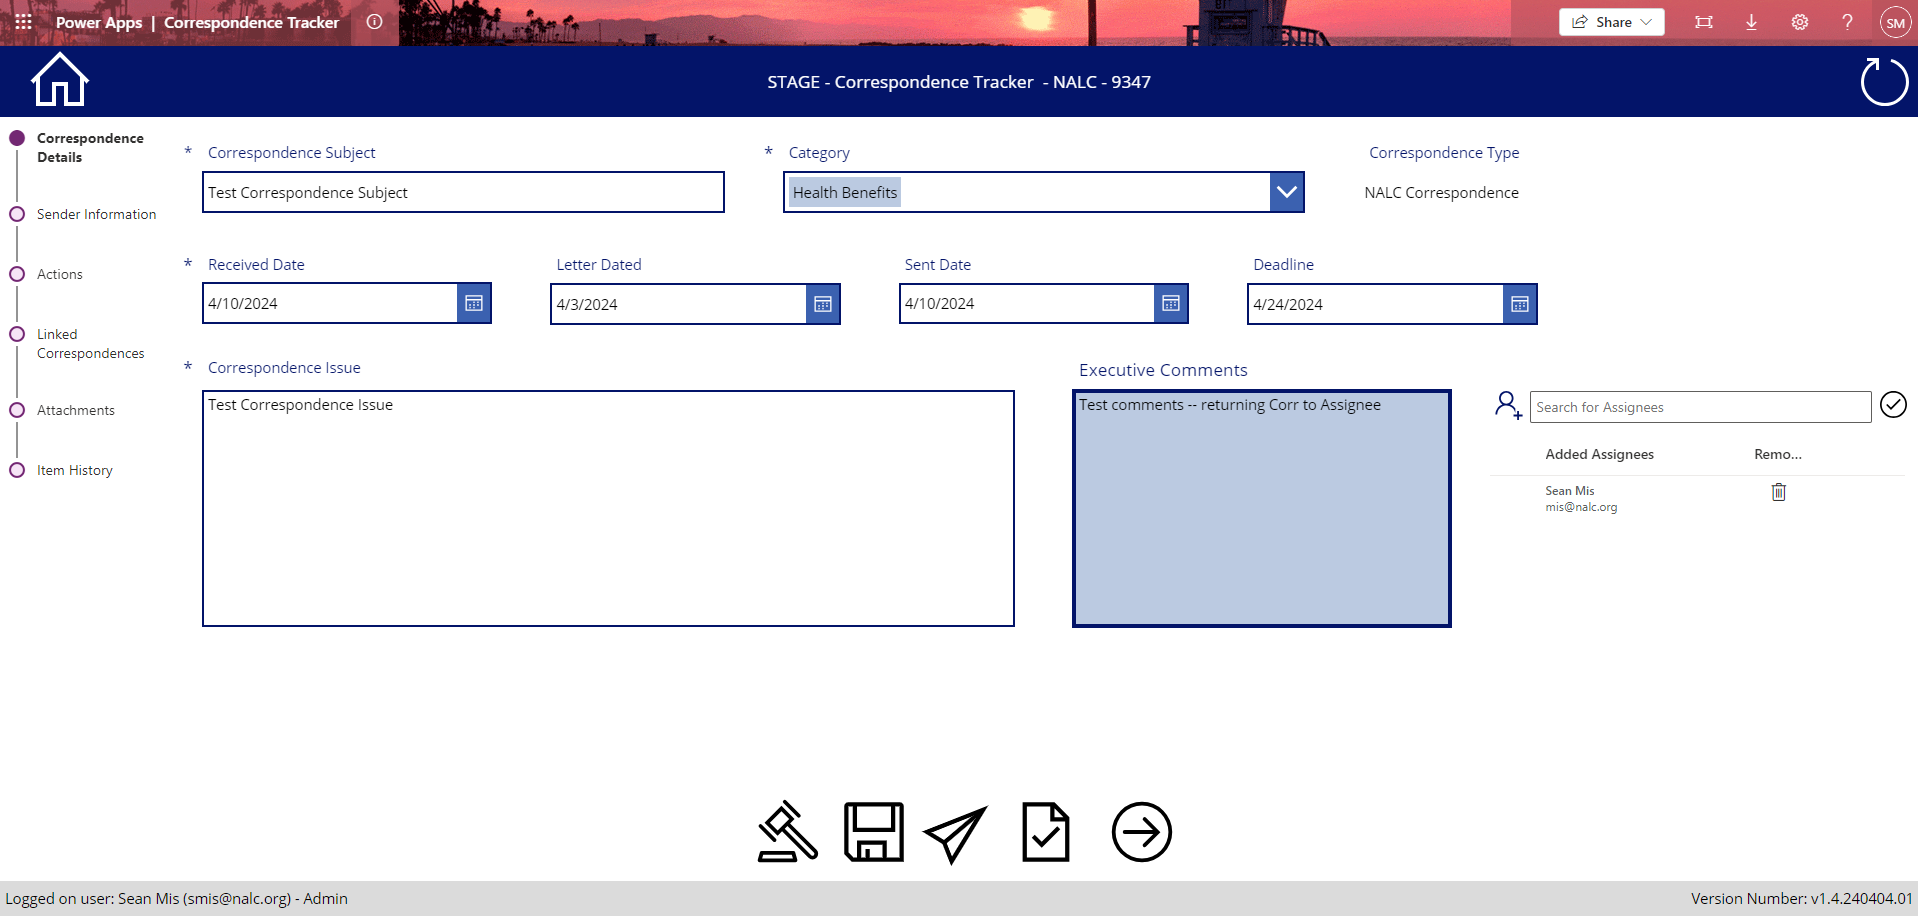 Power Apps | Correspondence Tracker
Share
SM
STAGE - Correspondence Tracker - NALC - 9347
Correspondence
Details
Sender Information
Actions
Linked
Correspondences
Attachments
Item History
* Correspondence Subject
Test Correspondence Subject
* Category
Health Benefits
Correspondence Type
NALC Correspondence
* Received Date
4/10/2024
Letter Dated
4/3/2024
Sent Date
4/10/2024
Deadline
4/24/2024
* Correspondence Issue
Test Correspondence Issue
Executive Comments
Test comments -- returning Corr to Assignee
Search for Assignees
Added Assignees Remo...
Sean Mis
mis@nalc.org
Logged on user: Sean Mis (smis@nalc.org) - Admin
Version Number: v1.4.240404.01